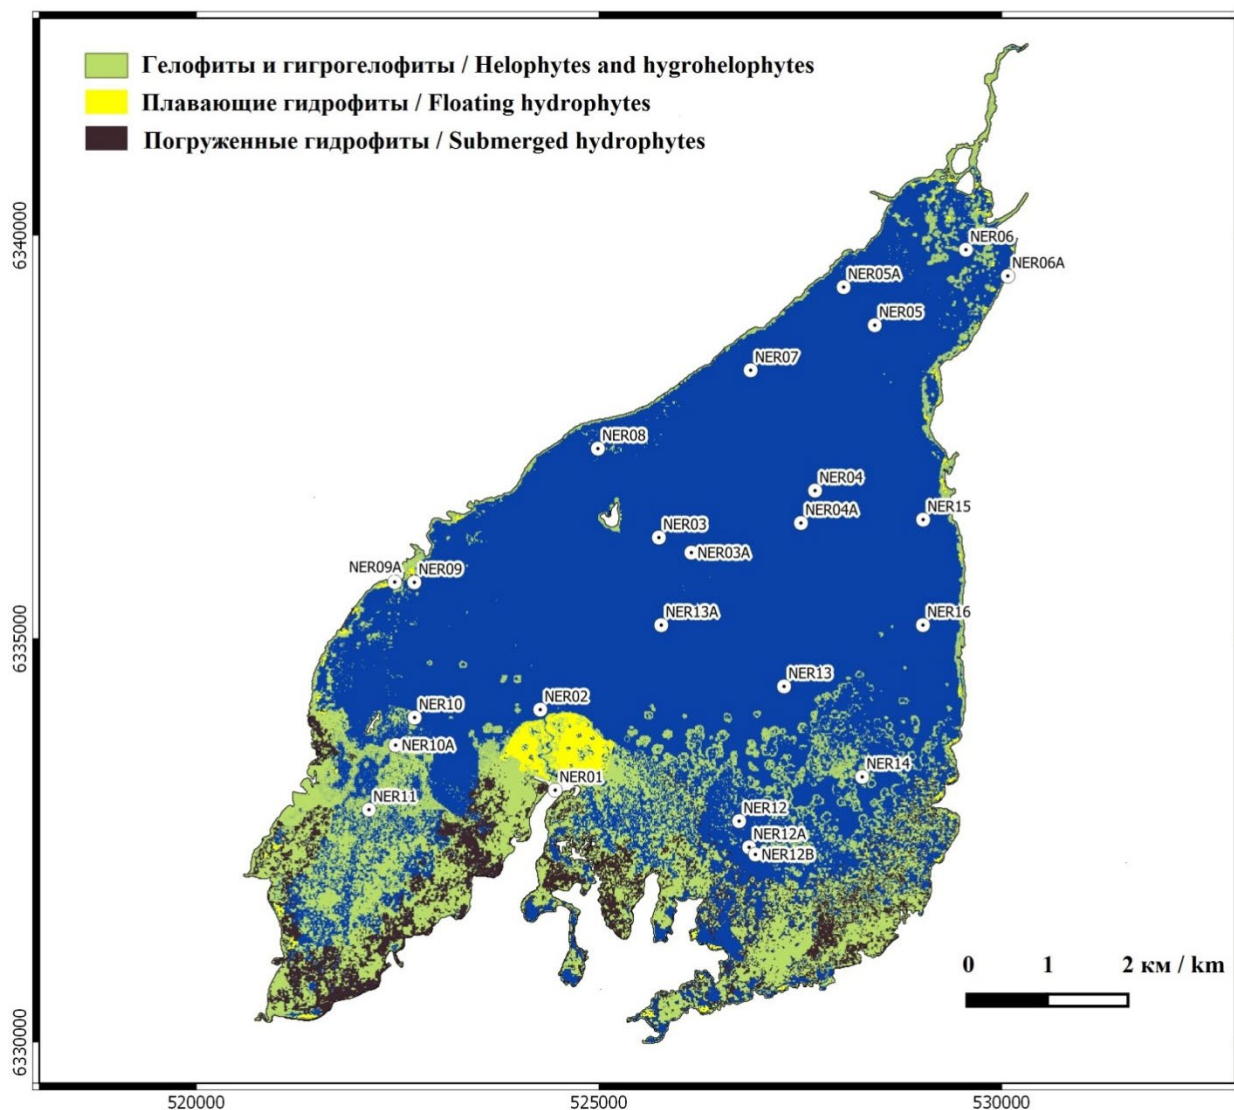 Гелофиты и гигрогелофиты / Helophytes and hygrohelophytes
Плавающие гидрофиты / Floating hydrophytes
Погруженные гидрофиты / Submerged hydrophytes
6340000
NER06
NER06A
NER05A
NER05
NER07
NER08
NER04
NER15
NER04A
NER03
NER03A
NER09A
NER09
NER13A
NER16
6335000
NER13
NER02
NER10
NER10A
NER14
NER01
NER11
NER12
NER12A
NER12B
0 1 2 км / km
6330000
520000 525000 530000